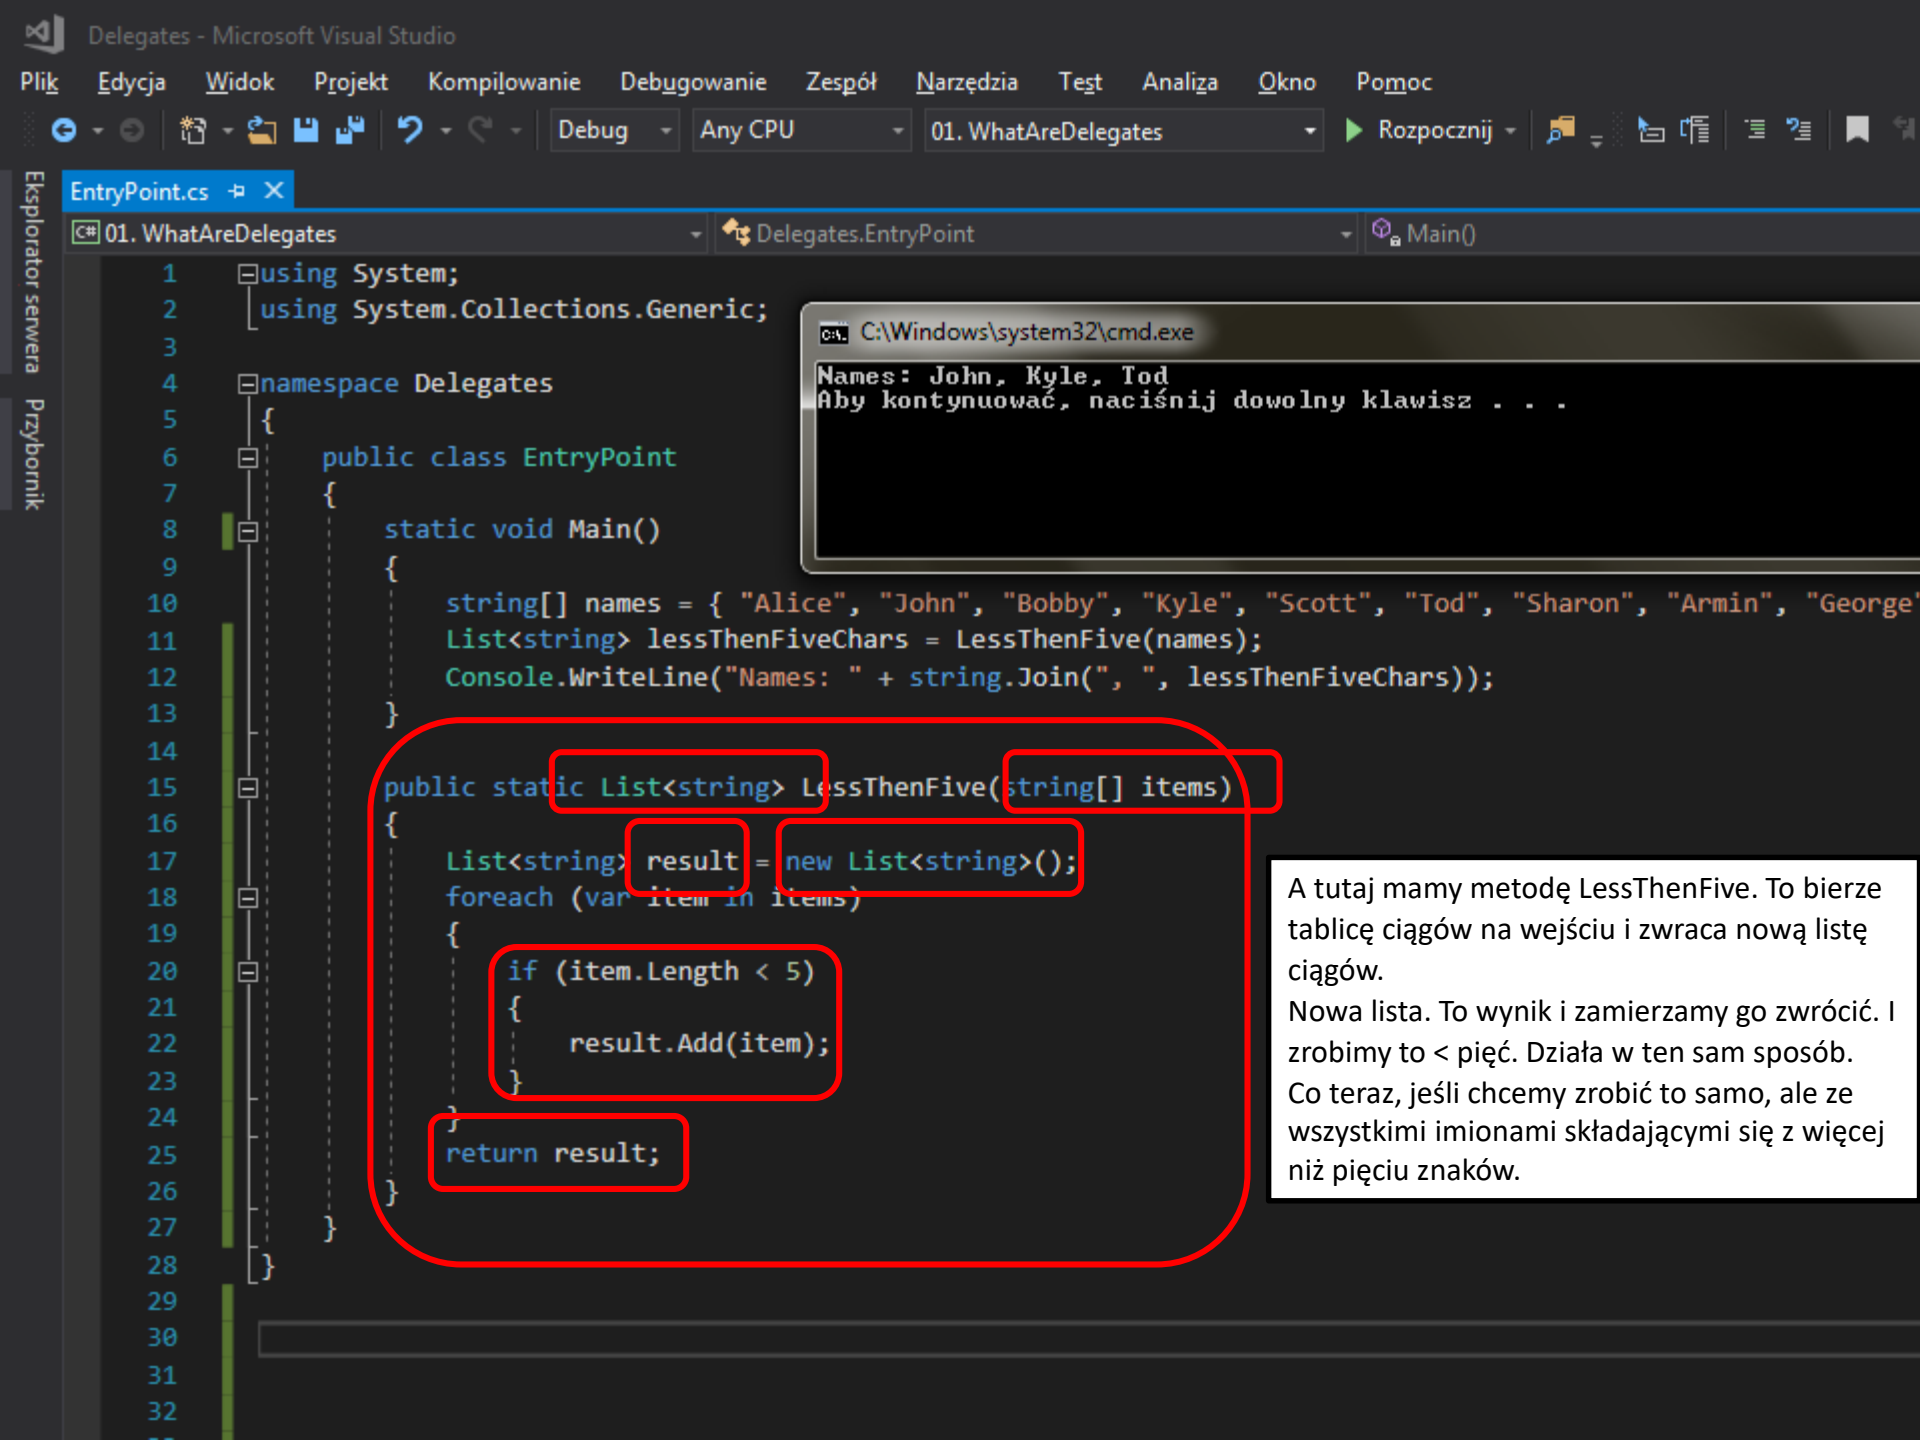 Delegates - Microsoft Visual Studio
Plik Edycja Widok Projekt Kompilowanie Debugowanie Zespół Narzędzia Test Analiza Okno Pomoc
Debug Any CPU 01. WhatAreDelegates Rozpocznij
Eksplorator serwera
Przybornik
EntryPoint.cs
C# 01. WhatAreDelegates Delegates.EntryPoint Main()
1 using System;
2 using System.Collections.Generic;
3
4 namespace Delegates
5 {
6 public class EntryPoint
7 {
8 static void Main()
9 {
10 string[] names = { "Alice", "John", "Bobby", "Kyle", "Scott", "Tod", "Sharon", "Armin", "George"
11 List<string> lessThenFiveChars = LessThenFive(names);
12 Console.WriteLine("Names: " + string.Join(", ", lessThenFiveChars));
13 }
14
15 public static List<string> LessThenFive(string[] items)
16 {
17 List<string> result = new List<string>();
18 foreach (var item in items)
19 {
20 if (item.Length < 5)
21 {
22 result.Add(item);
23 }
24 }
25 return result;
26 }
27 }
28 }
29
30
31
32
C:\Windows\system32\cmd.exe
Names: John, Kyle, Tod
Aby kontynuować, naciśnij dowolny klawisz . . .
A tutaj mamy metodę LessThenFive. To bierze
tablicę ciągów na wejściu i zwraca nową listę
ciągów.
Nowa lista. To wynik i zamierzamy go zwrócić. I
zrobimy to < pięć. Działa w ten sam sposób.
Co teraz, jeśli chcemy zrobić to samo, ale ze
wszystkimi imionami składającymi się z więcej
niż pięciu znaków.